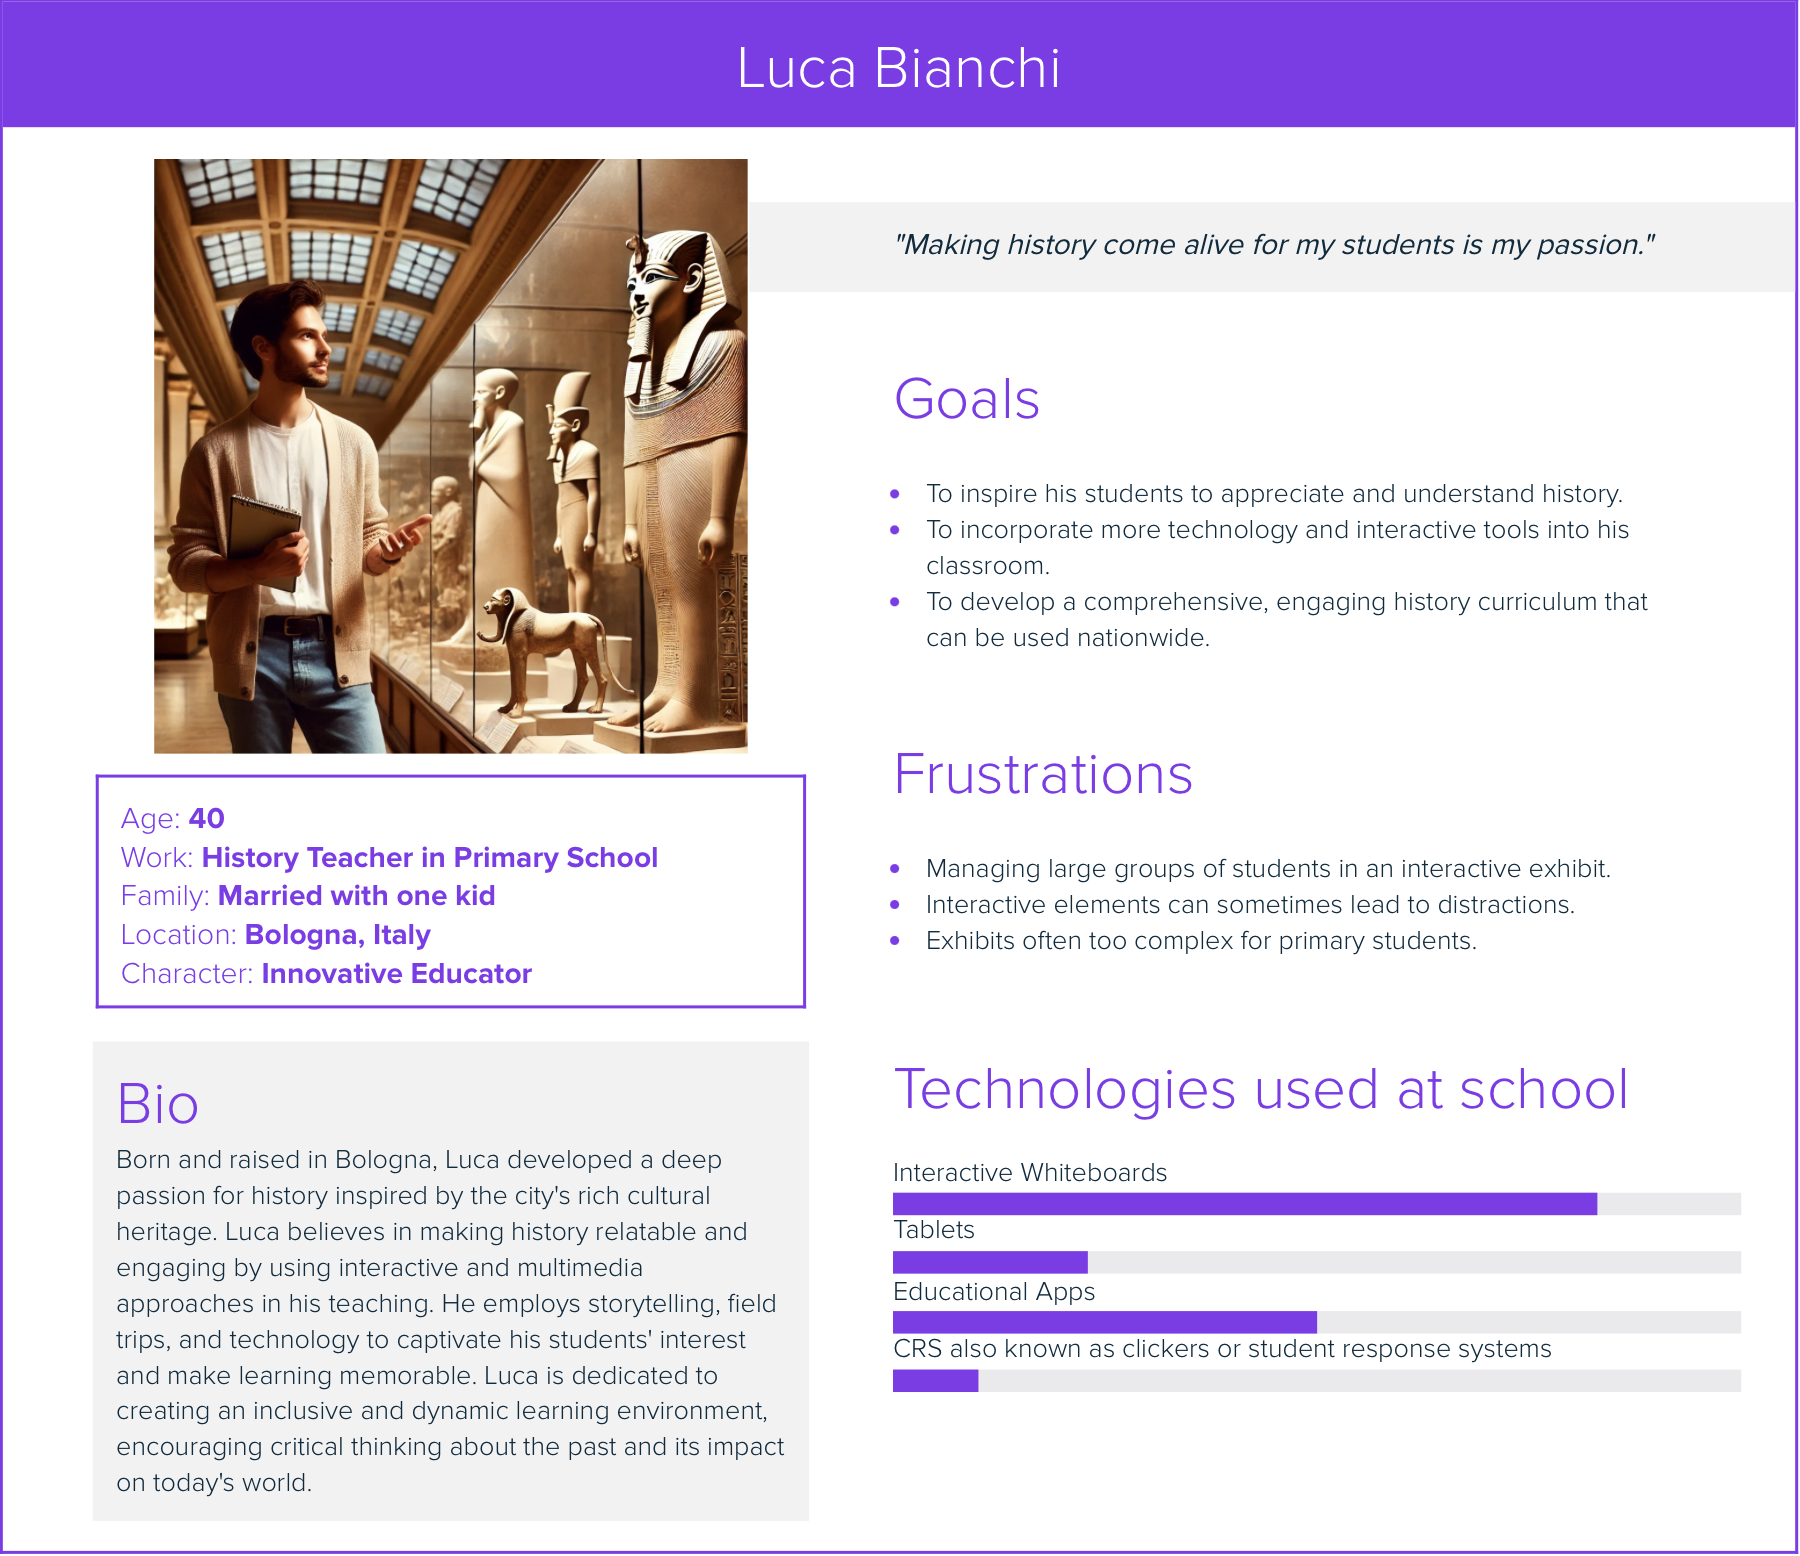 Luca Bianchi
"Making history come alive for my students is my passion."
Goals
• To inspire his students to appreciate and understand history.
• To incorporate more technology and interactive tools into his
classroom.
• To develop a comprehensive, engaging history curriculum that
can be used nationwide.
Frustrations
• Managing large groups of students in an interactive exhibit.
• Interactive elements can sometimes lead to distractions.
• Exhibits often too complex for primary students.
Technologies used at school
Interactive Whiteboards
Tablets
Educational Apps
CRS also known as clickers or student response systems
Age: 40
Work: History Teacher in Primary School
Family: Married with one kid
Location: Bologna, Italy
Character: Innovative Educator
Bio
Born and raised in Bologna, Luca developed a deep
passion for history inspired by the city's rich cultural
heritage. Luca believes in making history relatable and
engaging by using interactive and multimedia
approaches in his teaching. He employs storytelling, field
trips, and technology to captivate his students' interest
and make learning memorable. Luca is dedicated to
creating an inclusive and dynamic learning environment,
encouraging critical thinking about the past and its impact
on today's world.